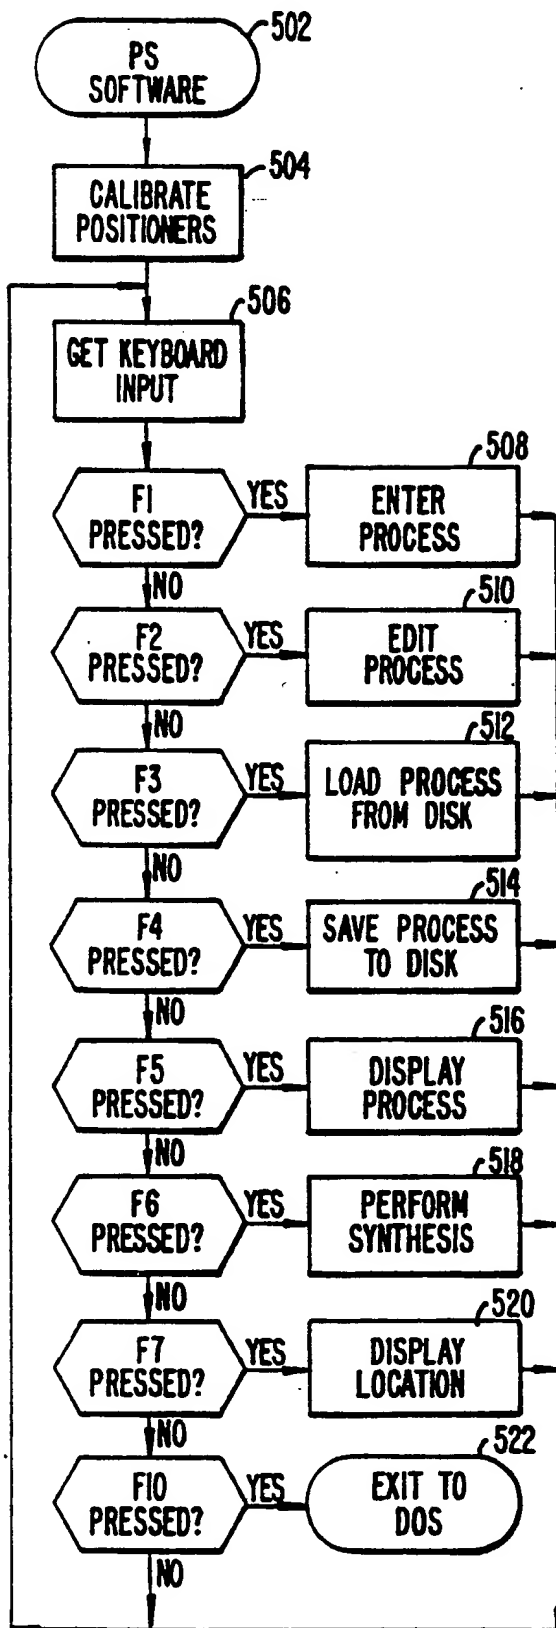 502
PS
SOFTWARE
504
CALIBRATE
POSITIONERS
506
GET KEYBOARD
INPUT
508
F1
PRESSED?
YES
ENTER
PROCESS
NO
510
F2
PRESSED?
YES
EDIT
PROCESS
NO
512
F3
PRESSED?
YES
LOAD PROCESS
FROM DISK
NO
514
F4
PRESSED?
YES
SAVE PROCESS
TO DISK
NO
516
F5
PRESSED?
YES
DISPLAY
PROCESS
NO
518
F6
PRESSED?
YES
PERFORM
SYNTHESIS
NO
520
F7
PRESSED?
YES
DISPLAY
LOCATION
NO
522
F10
PRESSED?
YES
EXIT TO
DOS
NO